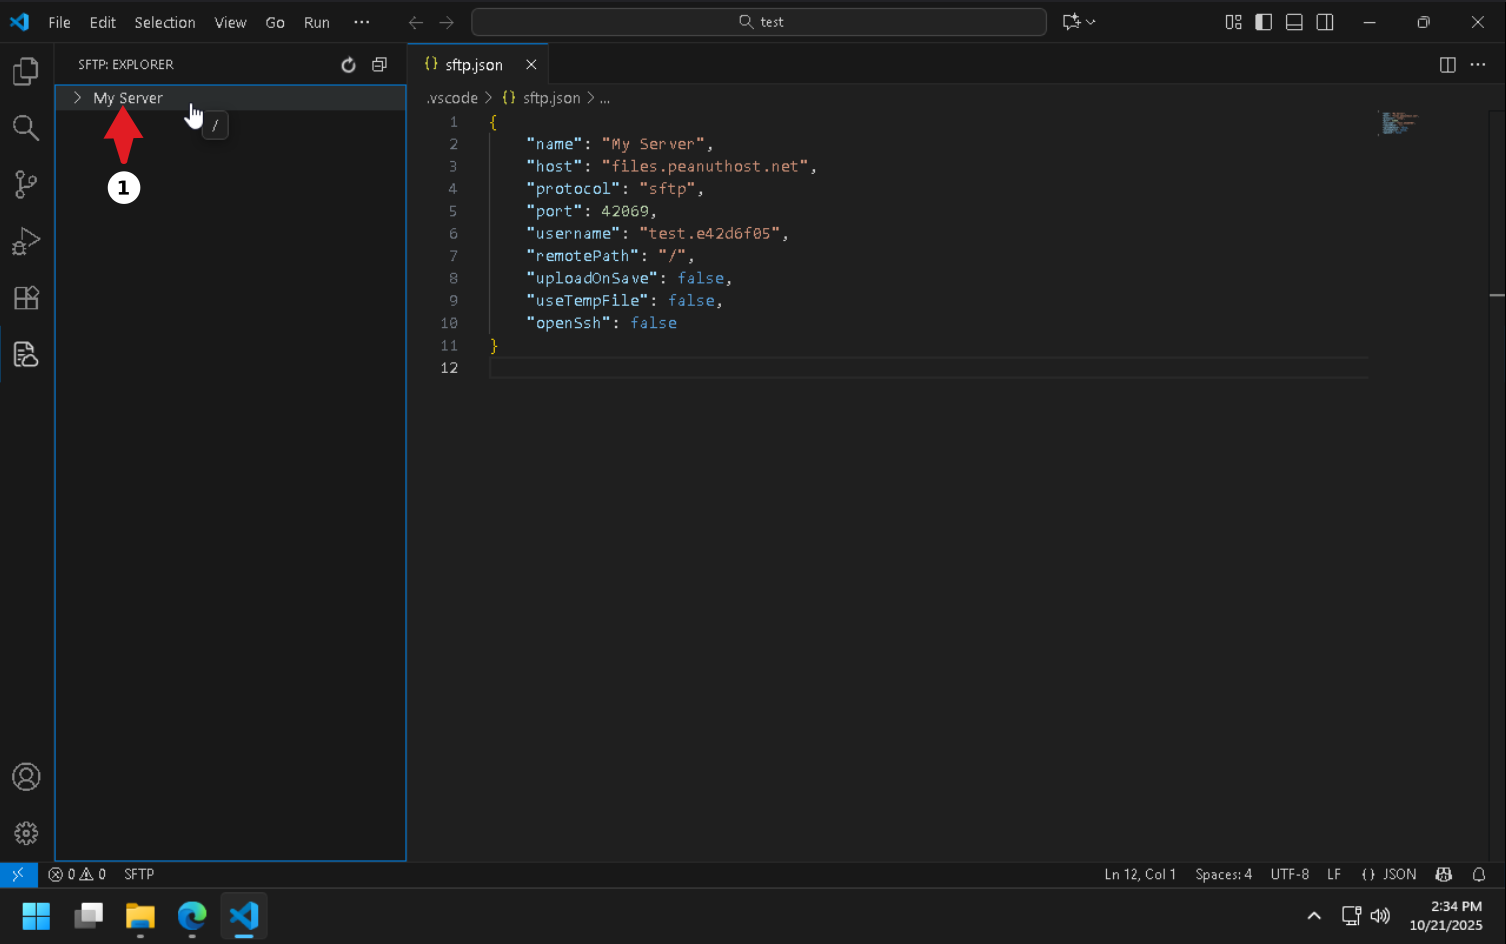 File Edit Selection View Go Run ···
test
SFTP: EXPLORER
My Server
/
1
{} sftp.json
.vscode > {} sftp.json > ...
1 {
2 "name": "My Server",
3 "host": "files.peanuthost.net",
4 "protocol": "sftp",
5 "port": 42069,
6 "username": "test.e42d6f05",
7 "remotePath": "/",
8 "uploadOnSave": false,
9 "useTempFile": false,
10 "openSsh": false
11 }
12
0 0 SFTP
Ln 12, Col 1 Spaces: 4 UTF-8 LF {} JSON
2:34 PM
10/21/2025